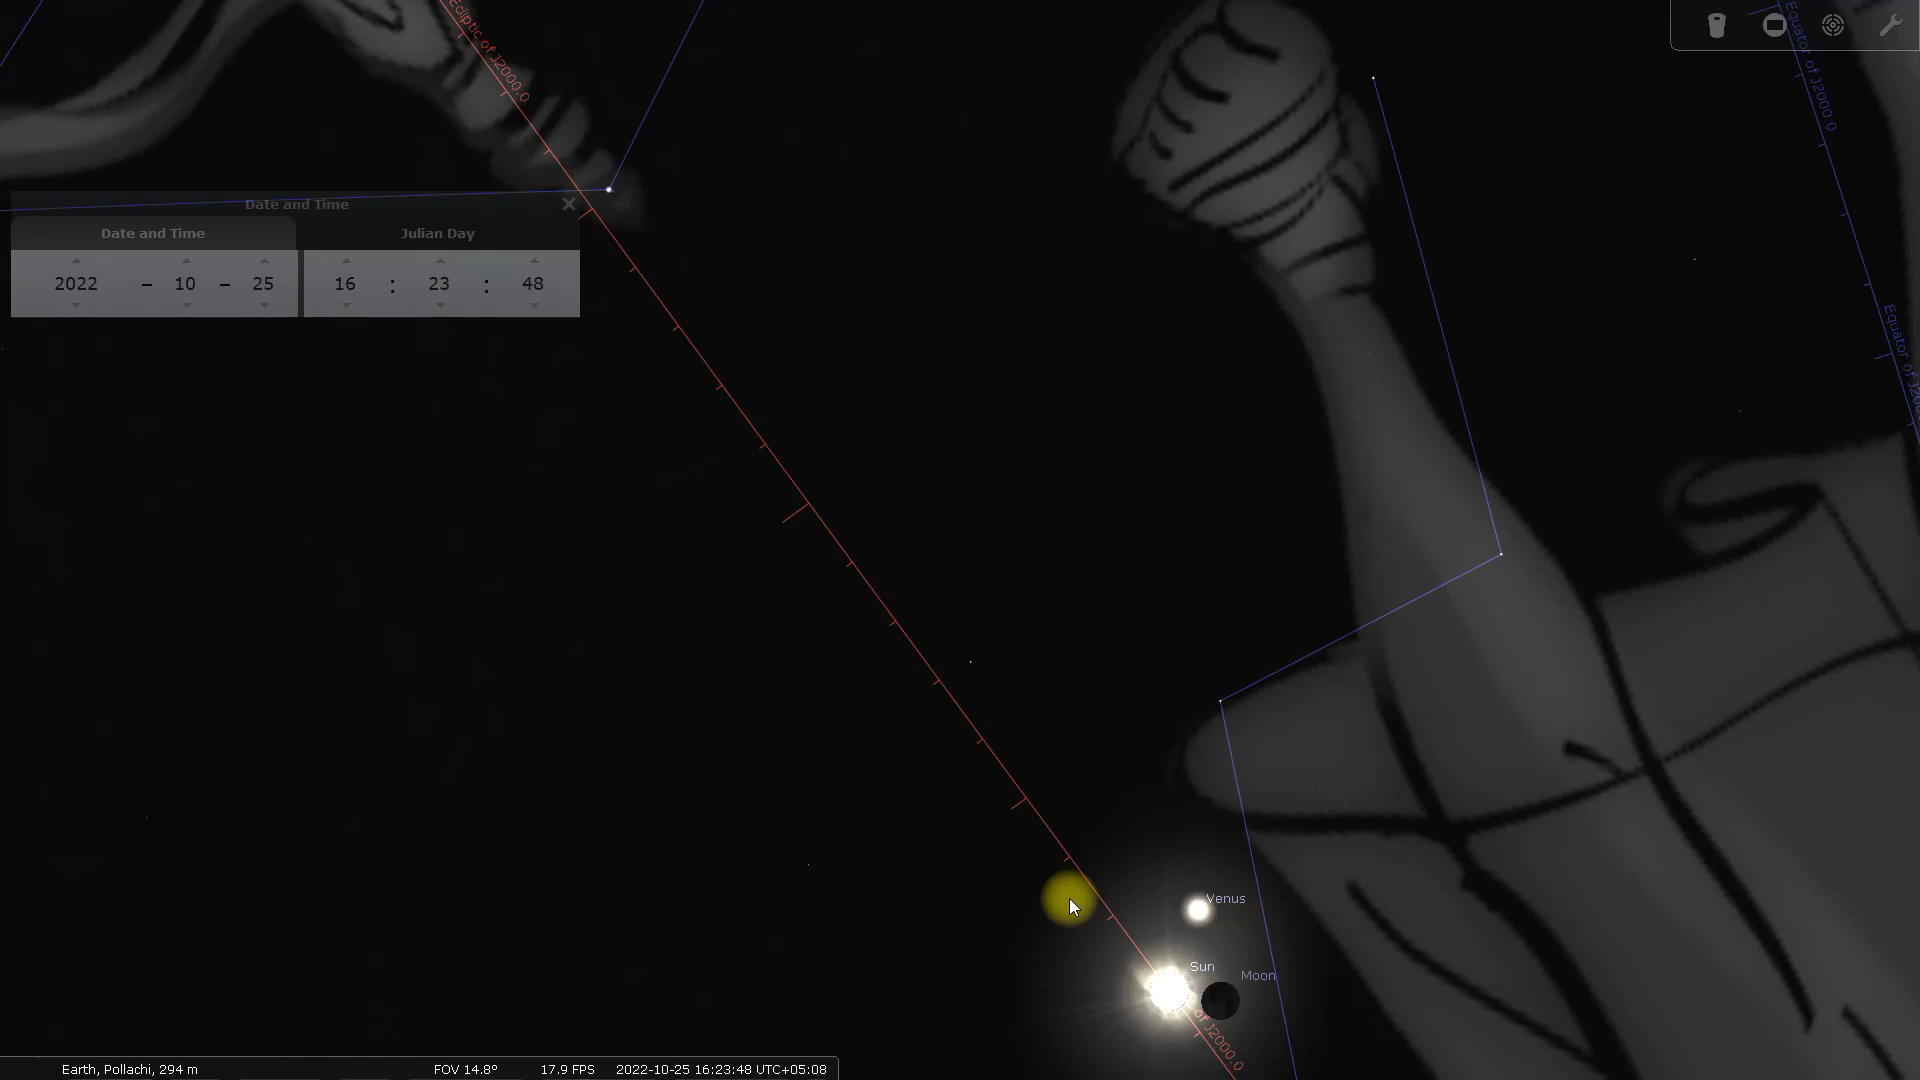 Ecliptic of J2000.0
Equator of J2000.0
Date and Time
Date and Time
Julian Day
2022 – 10 – 25
16 : 23 : 48
Equator of
Venus
Sun
Moon
of J2000.0
Earth, Pollachi, 294 m
FOV 14.8°
17.9 FPS
2022-10-25 16:23:48 UTC+05:08